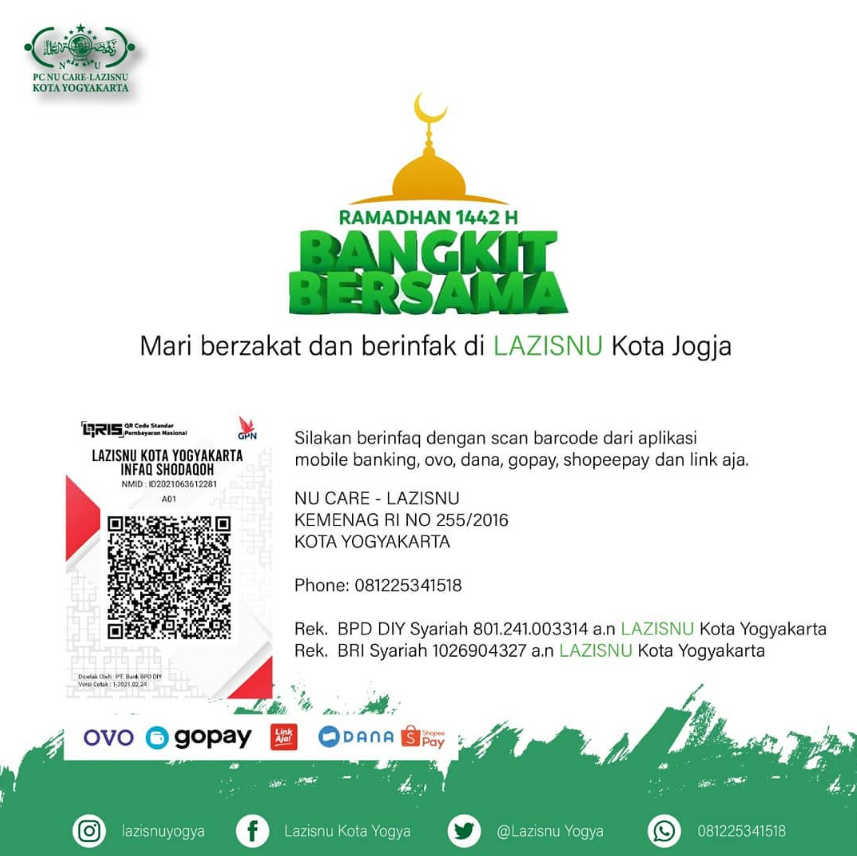 N U
PC NU CARE-LAZISNU
KOTA YOGYAKARTA
RAMADHAN 1442 H
BANGKIT
BERSAMA
Mari berzakat dan berinfak di LAZISNU Kota Jogja
QRIS QR Code Standar
Pembayaran Nasional
GPN
LAZISNU KOTA YOGYAKARTA
INFAQ SHODAQOH
NMID : ID2021063612281
A01
Dicetak Oleh : PT. Bank BPD DIY
Versi Cetak : 1-2021.02.24
Silakan berinfaq dengan scan barcode dari aplikasi
mobile banking, ovo, dana, gopay, shopeepay dan link aja.
NU CARE - LAZISNU
KEMENAG RI NO 255/2016
KOTA YOGYAKARTA
Phone: 081225341518
Rek. BPD DIY Syariah 801.241.003314 a.n LAZISNU Kota Yogyakarta
Rek. BRI Syariah 1026904327 a.n LAZISNU Kota Yogyakarta
OVO gopay Link Aja! DANA Shopee Pay
lazisnuyogya Lazisnu Kota Yogya @Lazisnu Yogya 081225341518